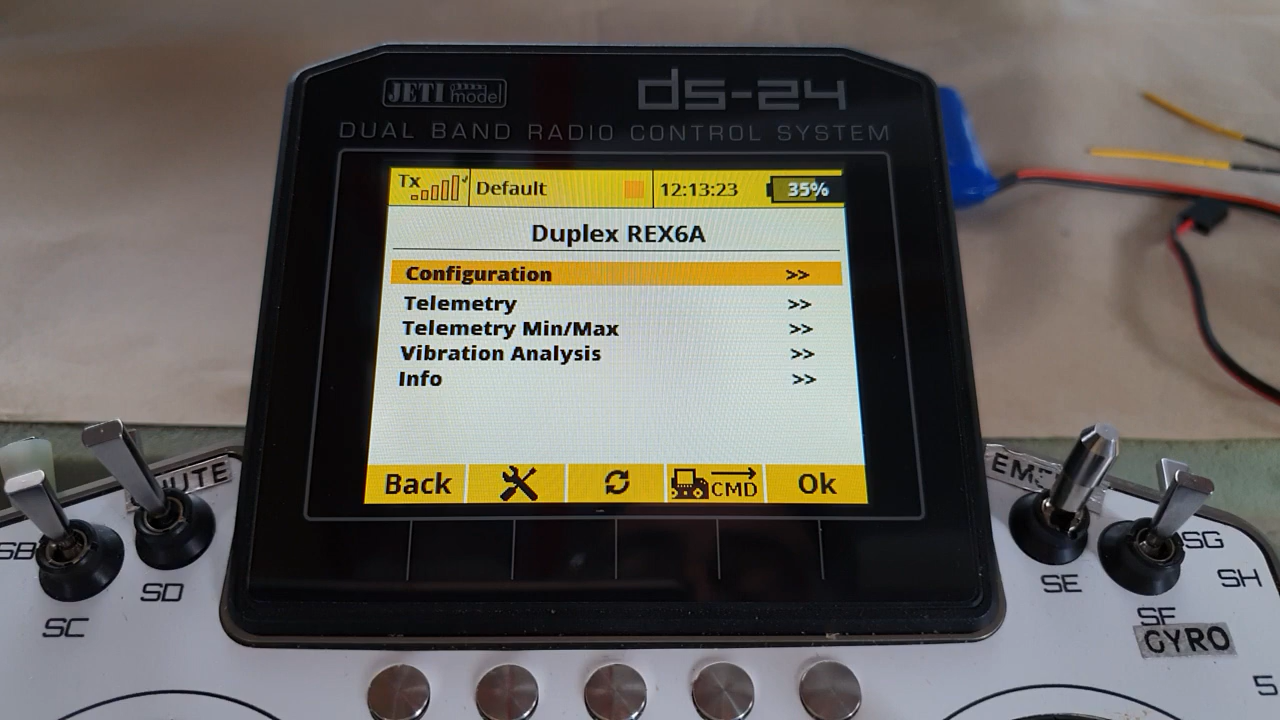 JETI model
ds-24
DUAL BAND RADIO CONTROL SYSTEM
Tx Default 12:13:23 35%
Duplex REX6A
Configuration >>
Telemetry >>
Telemetry Min/Max >>
Vibration Analysis >>
Info >>
Back CMD Ok
SB
SD
SC
SE
SG
SH
SF
GYRO
5